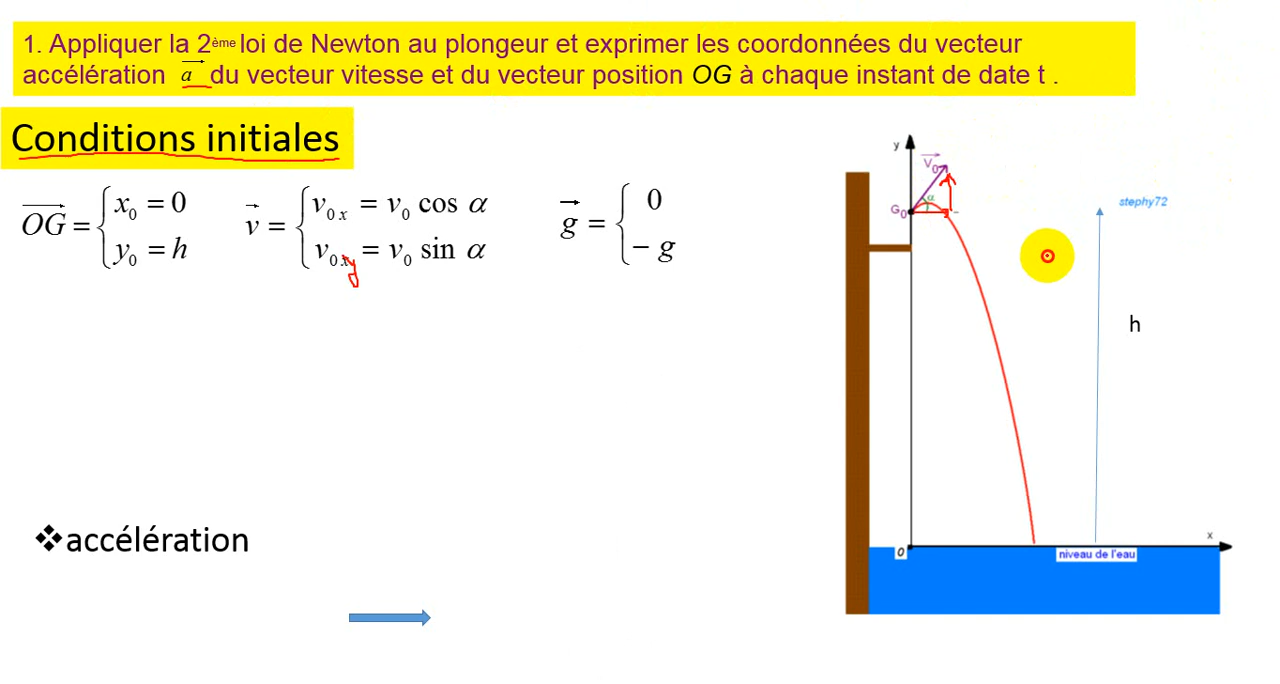 1. Appliquer la 2ème loi de Newton au plongeur et exprimer les coordonnées du vecteur
accélération a du vecteur vitesse et du vecteur position OG à chaque instant de date t .
Conditions initiales
OG = { x0 = 0
y0 = h
v = { v0 x = v0 cos α
v0 y = v0 sin α
g = { 0
− g
y
V0
α
G0
stephy72
h
x
O
niveau de l'eau
❖accélération